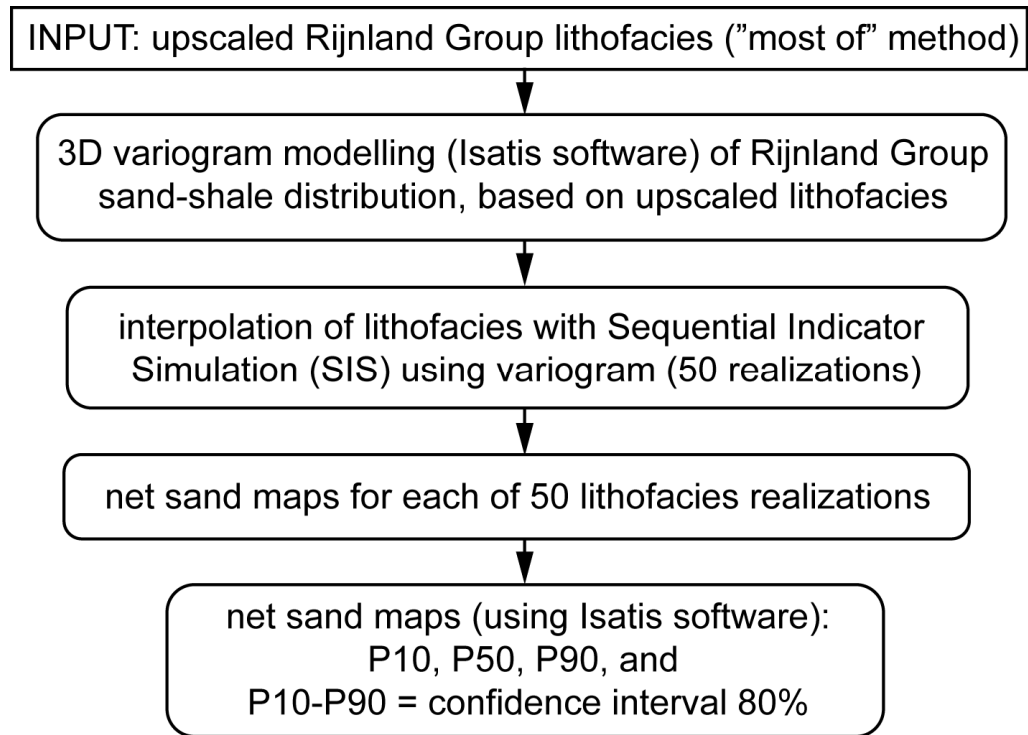 INPUT: upscaled Rijnland Group lithofacies (”most of” method)
3D variogram modelling (Isatis software) of Rijnland Group
sand-shale distribution, based on upscaled lithofacies
interpolation of lithofacies with Sequential Indicator
Simulation (SIS) using variogram (50 realizations)
net sand maps for each of 50 lithofacies realizations
net sand maps (using Isatis software):
P10, P50, P90, and
P10-P90 = confidence interval 80%